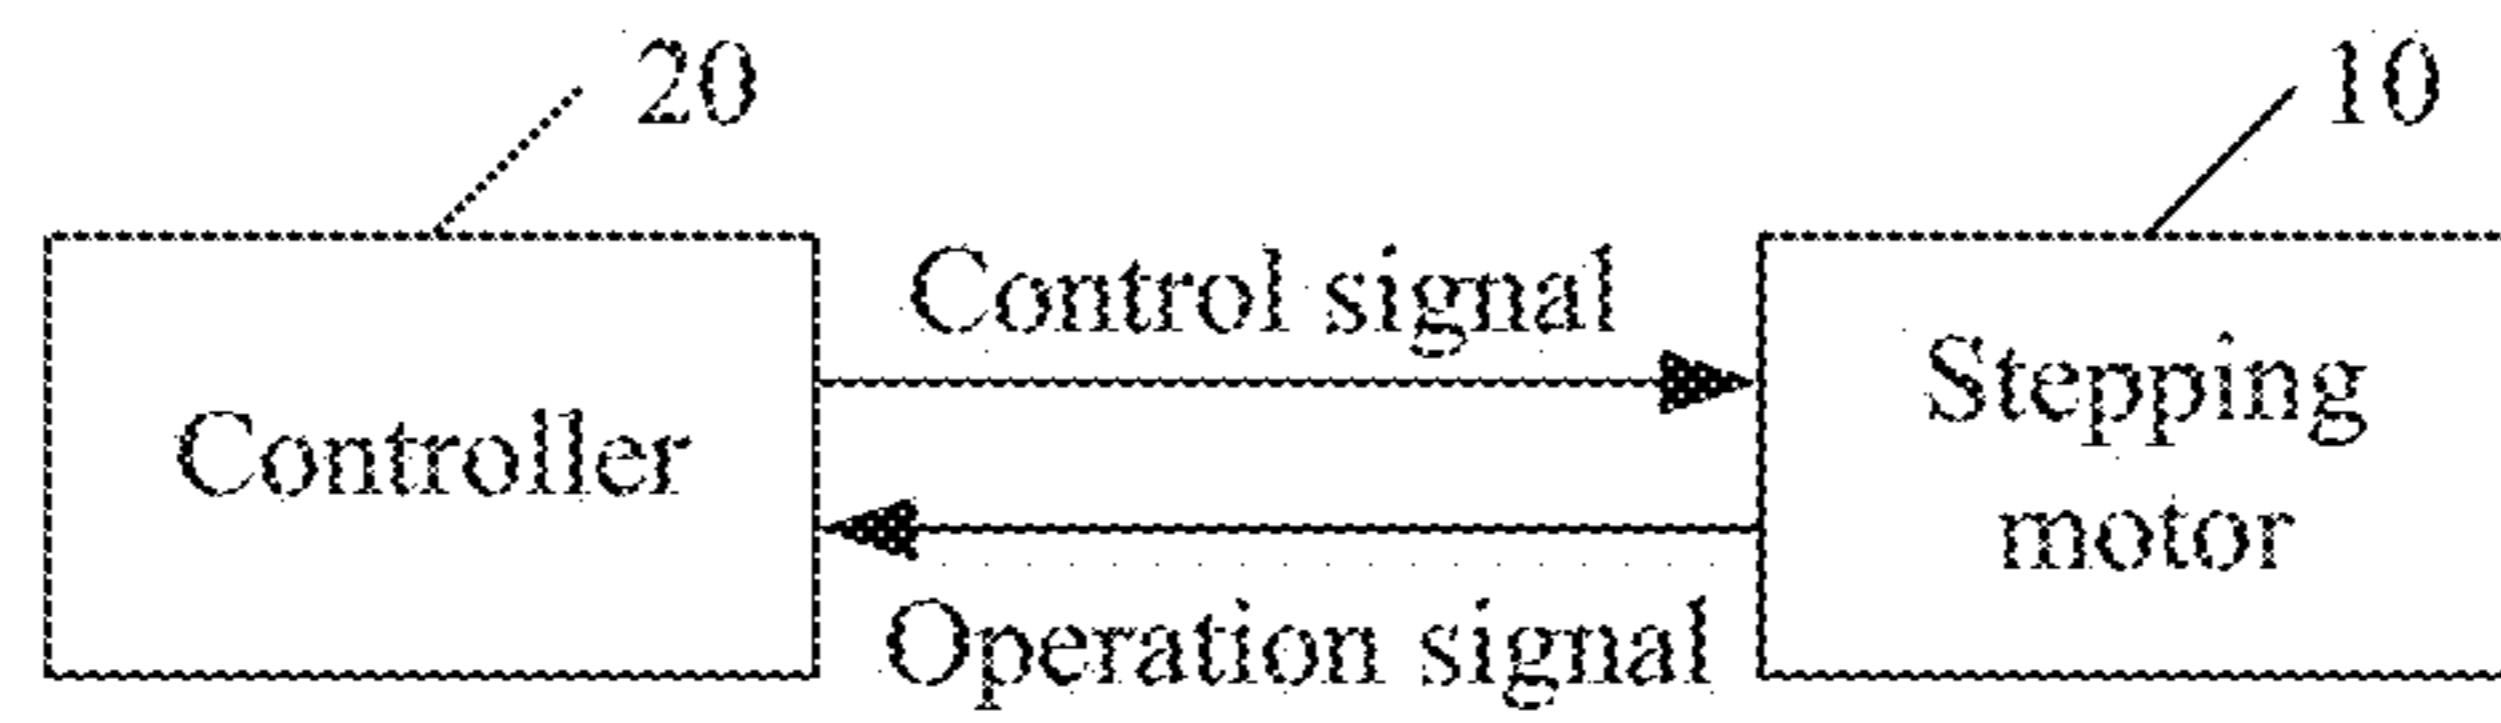 20
10
Control signal
Controller
Stepping
motor
Operation signal